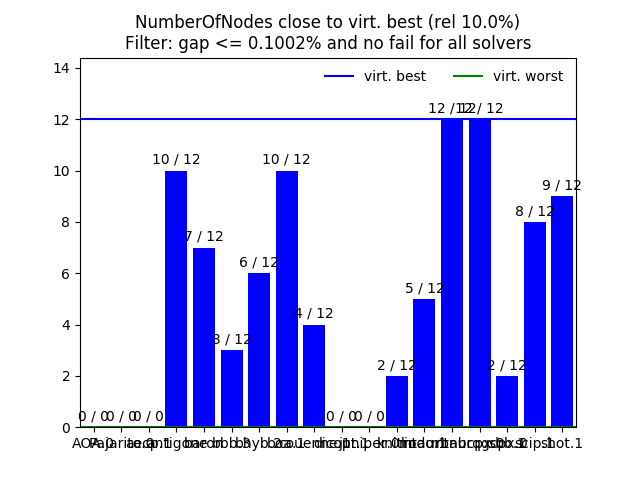 NumberOfNodes close to virt. best (rel 10.0%)
Filter: gap <= 0.1002% and no fail for all solvers
virt. best
virt. worst
14
12
10
8
6
4
2
0
0 / 0
0 / 0
0 / 0
10 / 12
7 / 12
3 / 12
6 / 12
10 / 12
4 / 12
0 / 0
0 / 0
2 / 12
5 / 12
12 / 12
12 / 12
2 / 12
8 / 12
9 / 12
shot.1